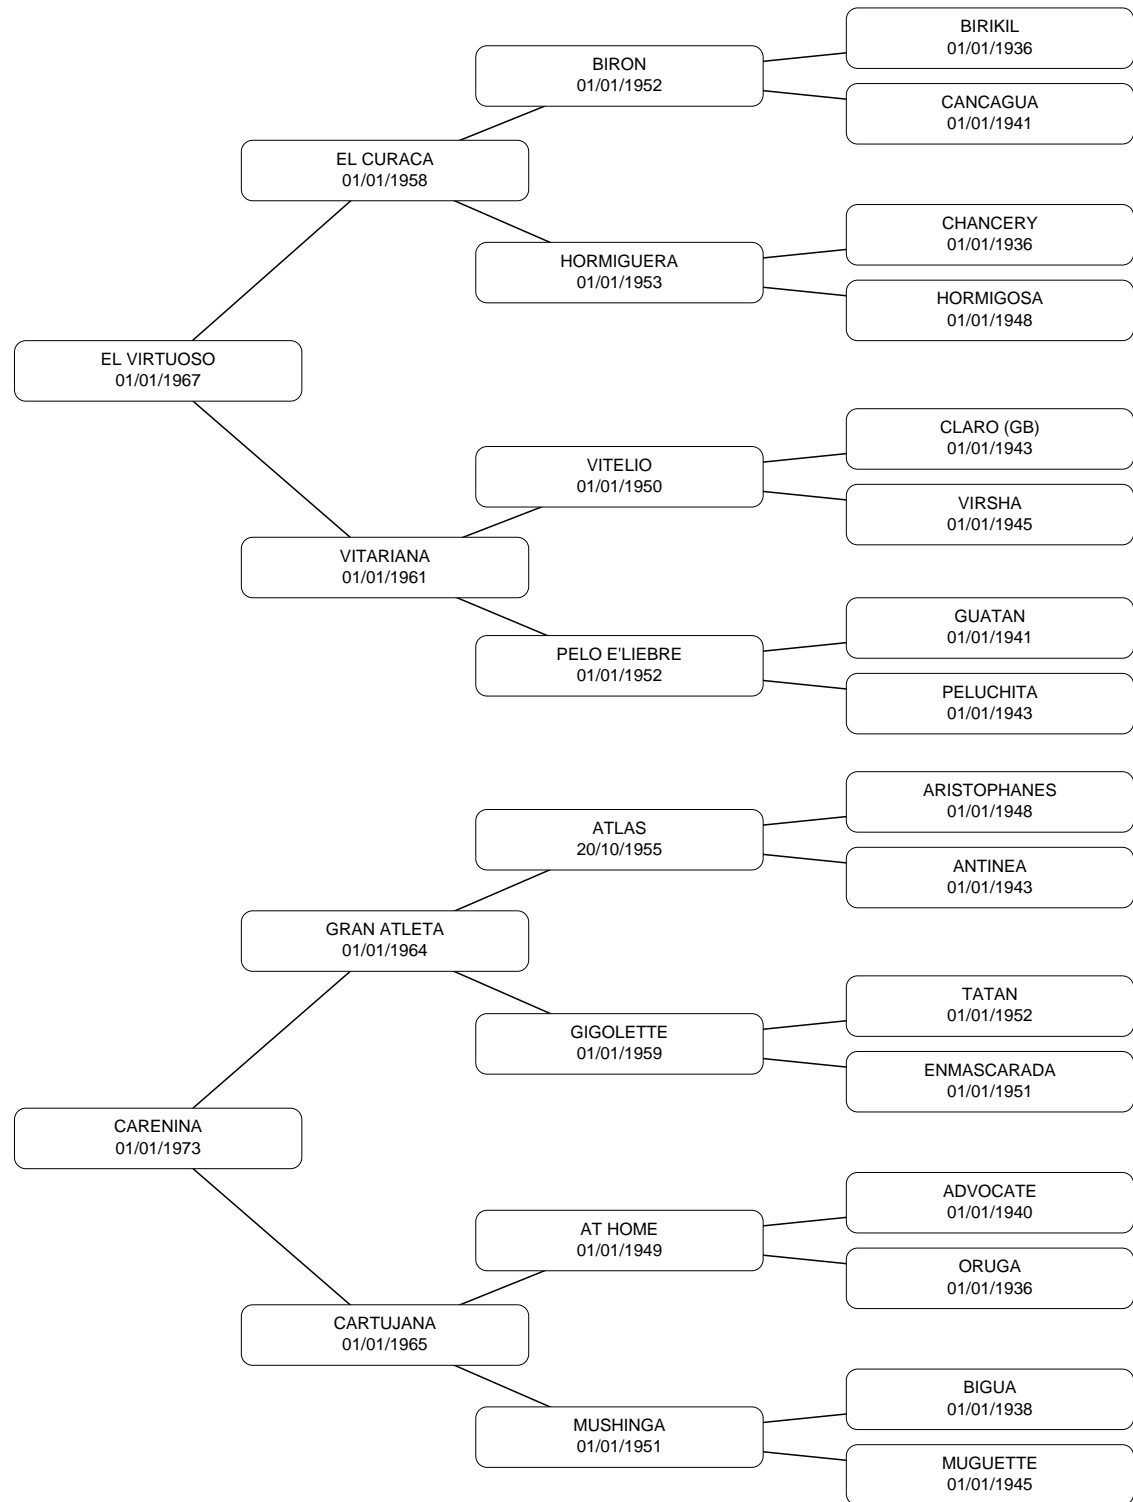 BIRIKIL
01/01/1936
BIRON
01/01/1952
CANCAGUA
01/01/1941
EL CURACA
01/01/1958
CHANCERY
01/01/1936
HORMIGUERA
01/01/1953
HORMIGOSA
01/01/1948
EL VIRTUOSO
01/01/1967
CLARO (GB)
01/01/1943
VITELIO
01/01/1950
VIRSHA
01/01/1945
VITARIANA
01/01/1961
GUATAN
01/01/1941
PELO E'LIEBRE
01/01/1952
PELUCHITA
01/01/1943
ARISTOPHANES
01/01/1948
ATLAS
20/10/1955
ANTINEA
01/01/1943
GRAN ATLETA
01/01/1964
TATAN
01/01/1952
GIGOLETTE
01/01/1959
ENMASCARADA
01/01/1951
CARENINA
01/01/1973
ADVOCATE
01/01/1940
AT HOME
01/01/1949
ORUGA
01/01/1936
CARTUJANA
01/01/1965
BIGUA
01/01/1938
MUSHINGA
01/01/1951
MUGUETTE
01/01/1945